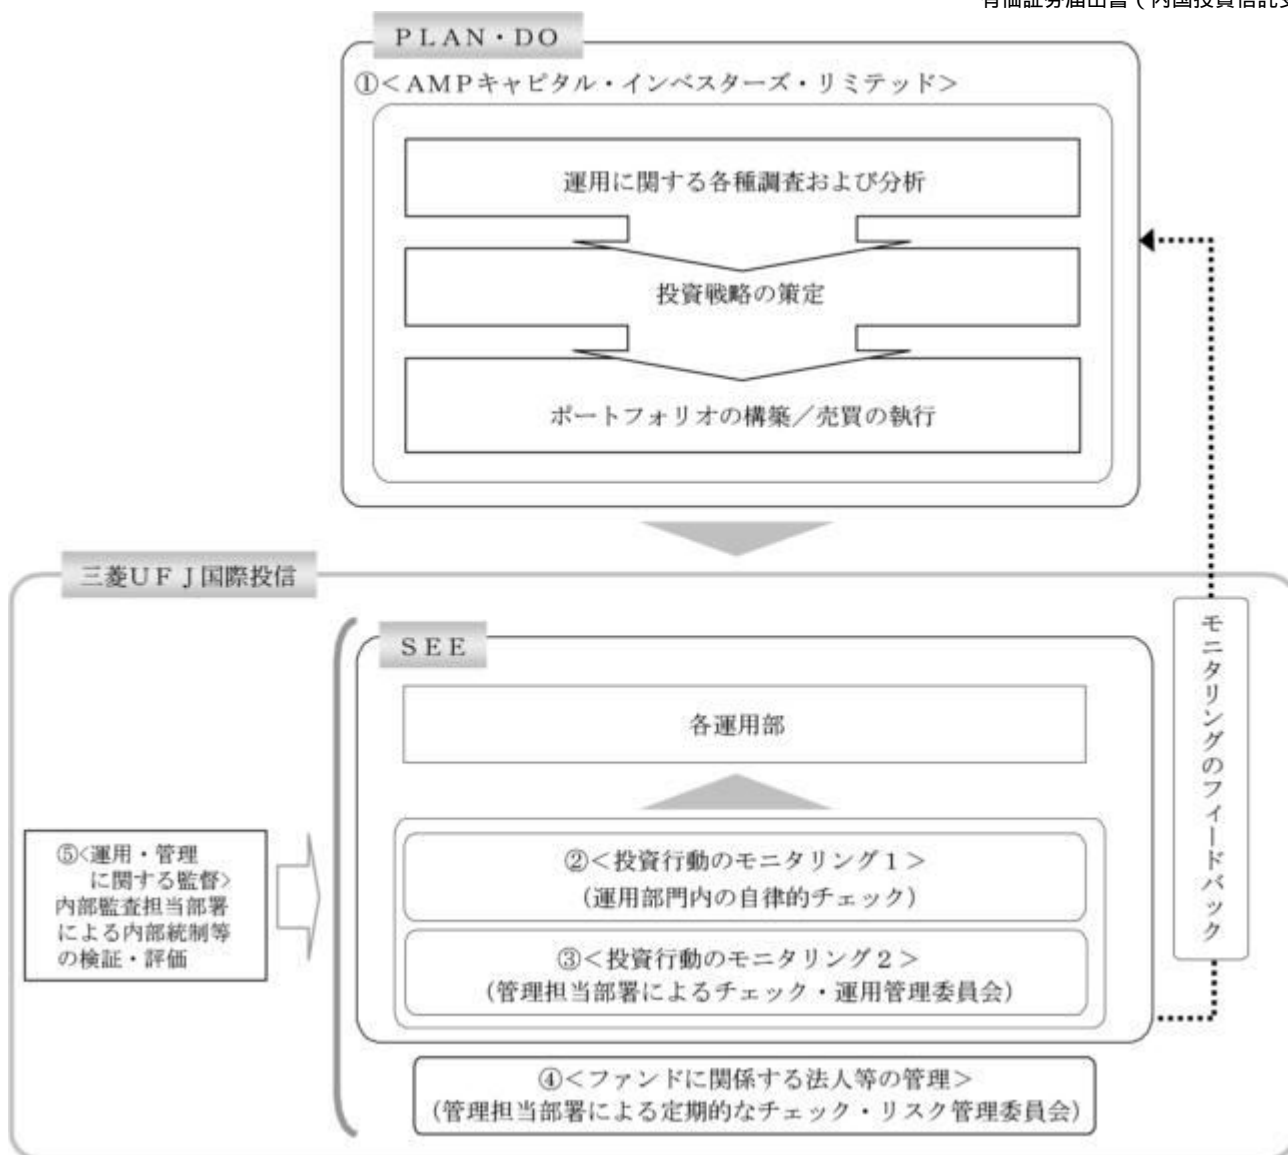 有価証券届出書(内国投資信託
PLAN・DO
①<AMPキャピタル・インベスターズ・リミテッド>
運用に関する各種調査および分析
投資戦略の策定
ポートフォリオの構築/売買の執行
三菱UFJ国際投信
SEE
各運用部
②<投資行動のモニタリング1>
(運用部門内の自律的チェック)
③<投資行動のモニタリング2>
(管理担当部署によるチェック・運用管理委員会)
④<ファンドに関係する法人等の管理>
(管理担当部署による定期的なチェック・リスク管理委員会)
⑤<運用・管理
に関する監督>
内部監査担当部署
による内部統制等
の検証・評価
モニタリングのフィードバック